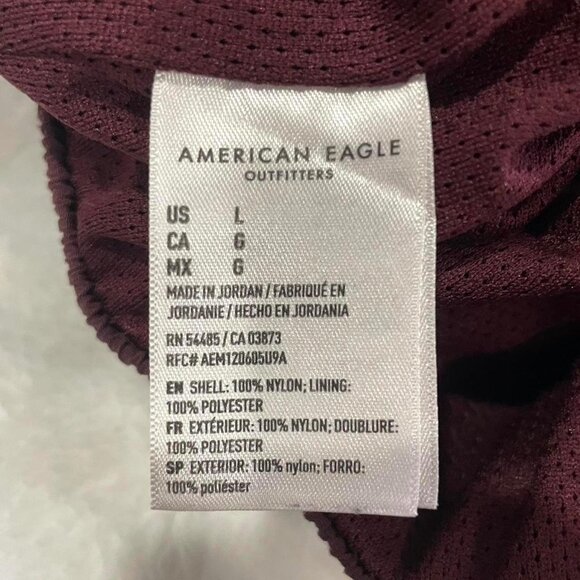 AMERICAN EAGLE
OUTFITTERS
US L
CA G
MX G
MADE IN JORDAN / FABRIQUÉ EN
JORDANIE / HECHO EN JORDANIA
RN 54485 / CA 03873
RFC# AEM120605U9A
EN SHELL: 100% NYLON; LINING:
100% POLYESTER
FR EXTÉRIEUR: 100% NYLON; DOUBLURE:
100% POLYESTER
SP EXTERIOR: 100% nylon; FORRO:
100% poliéster